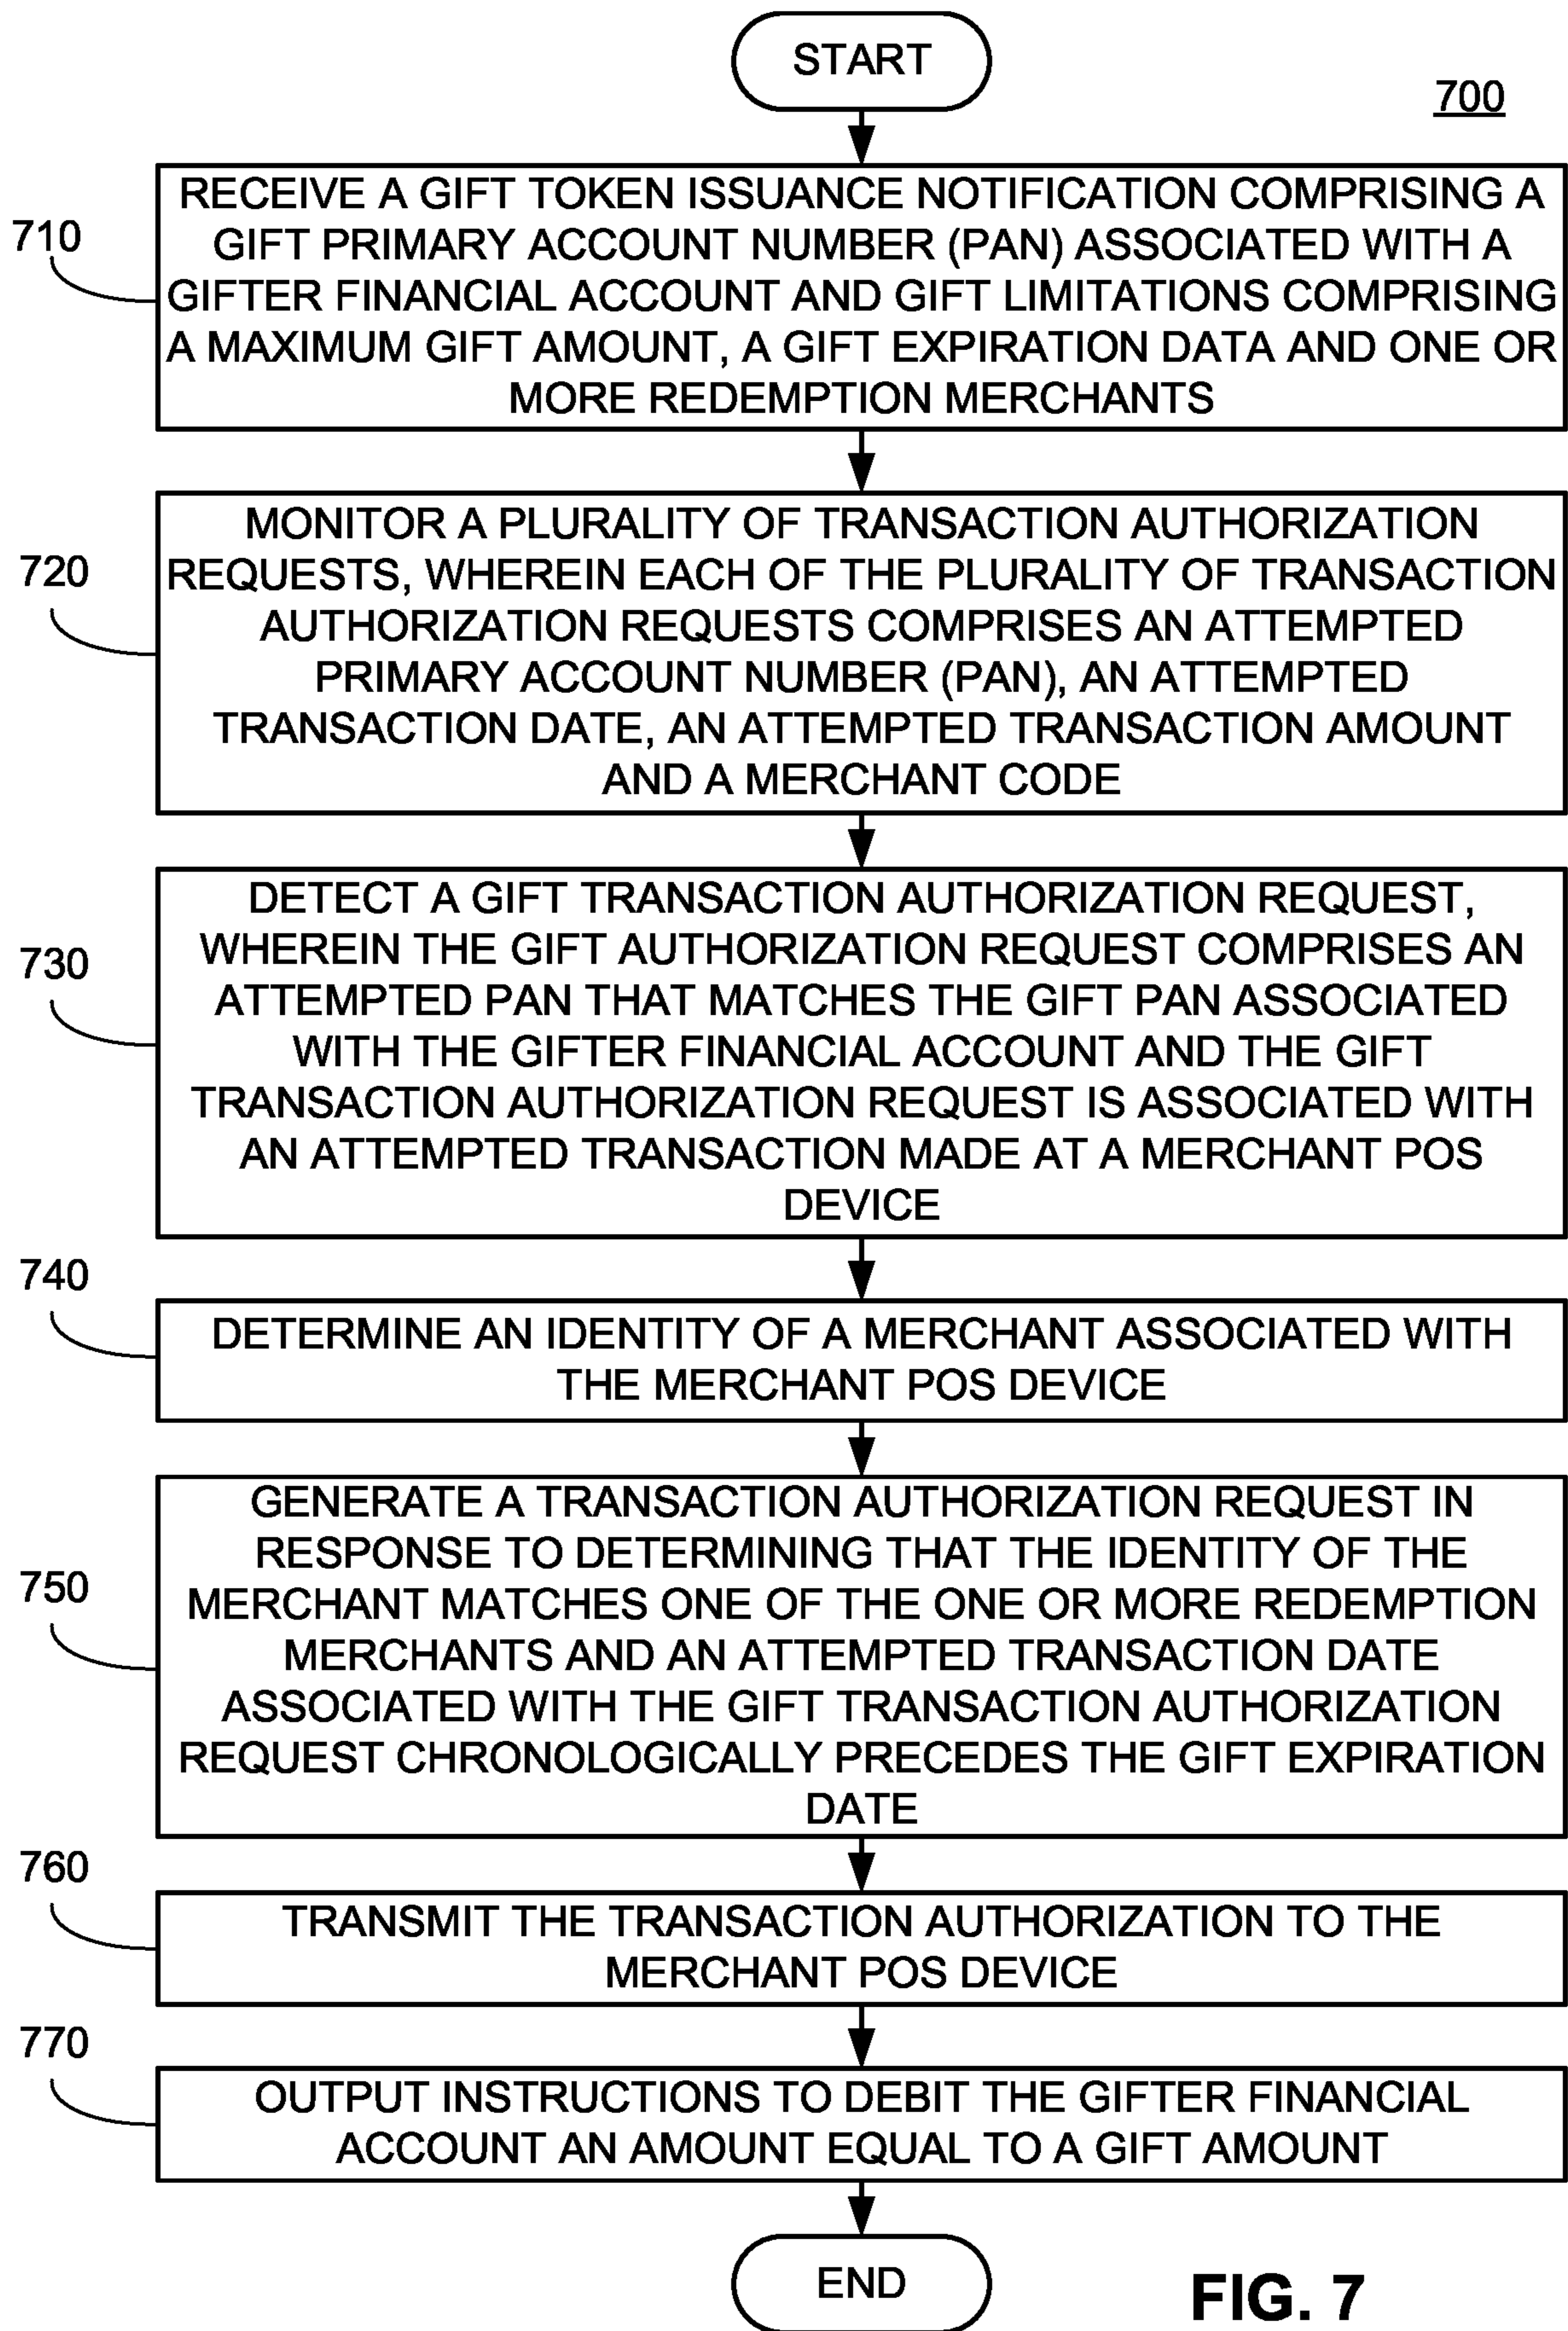 START
700
710
RECEIVE A GIFT TOKEN ISSUANCE NOTIFICATION COMPRISING A
GIFT PRIMARY ACCOUNT NUMBER (PAN) ASSOCIATED WITH A
GIFTER FINANCIAL ACCOUNT AND GIFT LIMITATIONS COMPRISING
A MAXIMUM GIFT AMOUNT, A GIFT EXPIRATION DATA AND ONE OR
MORE REDEMPTION MERCHANTS
720
MONITOR A PLURALITY OF TRANSACTION AUTHORIZATION
REQUESTS, WHEREIN EACH OF THE PLURALITY OF TRANSACTION
AUTHORIZATION REQUESTS COMPRISES AN ATTEMPTED
PRIMARY ACCOUNT NUMBER (PAN), AN ATTEMPTED
TRANSACTION DATE, AN ATTEMPTED TRANSACTION AMOUNT
AND A MERCHANT CODE
730
DETECT A GIFT TRANSACTION AUTHORIZATION REQUEST,
WHEREIN THE GIFT AUTHORIZATION REQUEST COMPRISES AN
ATTEMPTED PAN THAT MATCHES THE GIFT PAN ASSOCIATED
WITH THE GIFTER FINANCIAL ACCOUNT AND THE GIFT
TRANSACTION AUTHORIZATION REQUEST IS ASSOCIATED WITH
AN ATTEMPTED TRANSACTION MADE AT A MERCHANT POS
DEVICE
740
DETERMINE AN IDENTITY OF A MERCHANT ASSOCIATED WITH
THE MERCHANT POS DEVICE
750
GENERATE A TRANSACTION AUTHORIZATION REQUEST IN
RESPONSE TO DETERMINING THAT THE IDENTITY OF THE
MERCHANT MATCHES ONE OF THE ONE OR MORE REDEMPTION
MERCHANTS AND AN ATTEMPTED TRANSACTION DATE
ASSOCIATED WITH THE GIFT TRANSACTION AUTHORIZATION
REQUEST CHRONOLOGICALLY PRECEDES THE GIFT EXPIRATION
DATE
760
TRANSMIT THE TRANSACTION AUTHORIZATION TO THE
MERCHANT POS DEVICE
770
OUTPUT INSTRUCTIONS TO DEBIT THE GIFTER FINANCIAL
ACCOUNT AN AMOUNT EQUAL TO A GIFT AMOUNT
END
FIG. 7